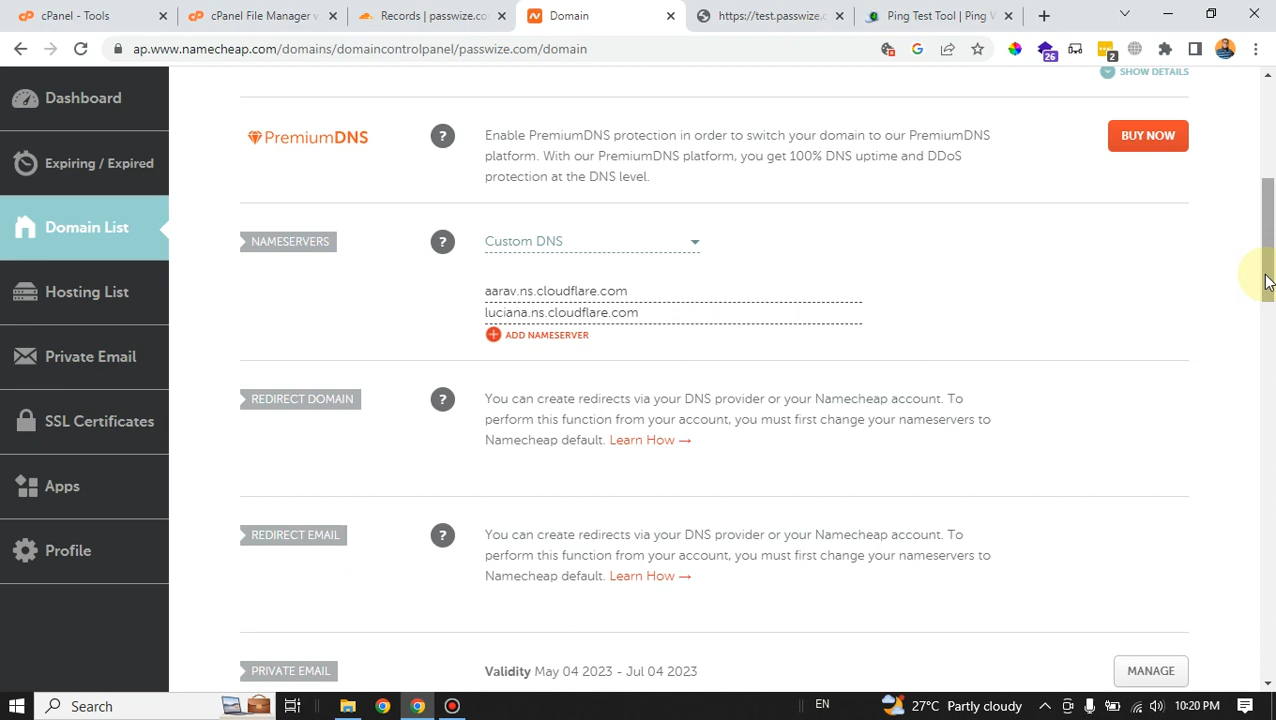 cPanel - Tools
cPanel File Manager v
Records | passwize.co
Domain
https://test.passwize.c
Ping Test Tool | Ping W
ap.www.namecheap.com/domains/domaincontrolpanel/passwize.com/domain
26
2
SHOW DETAILS
Dashboard
Expiring / Expired
Domain List
Hosting List
Private Email
SSL Certificates
Apps
Profile
PremiumDNS
?
Enable PremiumDNS protection in order to switch your domain to our PremiumDNS
platform. With our PremiumDNS platform, you get 100% DNS uptime and DDoS
protection at the DNS level.
BUY NOW
NAMESERVERS
?
Custom DNS
aarav.ns.cloudflare.com
luciana.ns.cloudflare.com
ADD NAMESERVER
REDIRECT DOMAIN
?
You can create redirects via your DNS provider or your Namecheap account. To
perform this function from your account, you must first change your nameservers to
Namecheap default. Learn How →
REDIRECT EMAIL
?
You can create redirects via your DNS provider or your Namecheap account. To
perform this function from your account, you must first change your nameservers to
Namecheap default. Learn How →
PRIVATE EMAIL
Validity May 04 2023 - Jul 04 2023
MANAGE
Search
EN
27°C Partly cloudy
10:20 PM